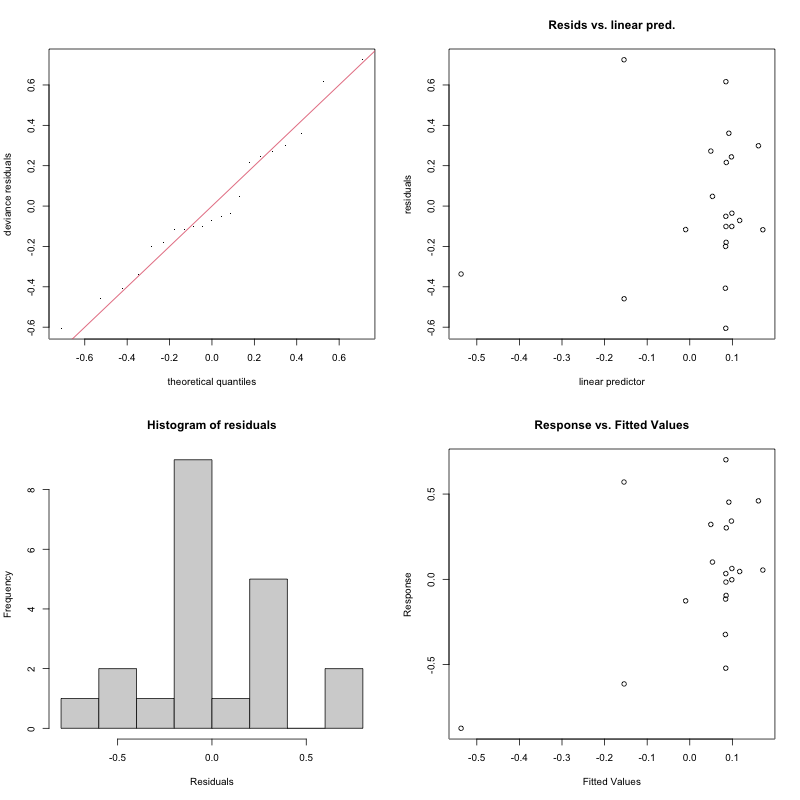 deviance residuals
0.6
0.4
0.2
0.0
-0.2
-0.4
-0.6
-0.6 -0.4 -0.2 0.0 0.2 0.4 0.6
theoretical quantiles
Resids vs. linear pred.
residuals
0.6
0.4
0.2
0.0
-0.2
-0.4
-0.6
-0.5 -0.4 -0.3 -0.2 -0.1 0.0 0.1
linear predictor
Histogram of residuals
Frequency
8
6
4
2
0
-0.5 0.0 0.5
Residuals
Response vs. Fitted Values
Response
0.5
0.0
-0.5
-0.5 -0.4 -0.3 -0.2 -0.1 0.0 0.1
Fitted Values